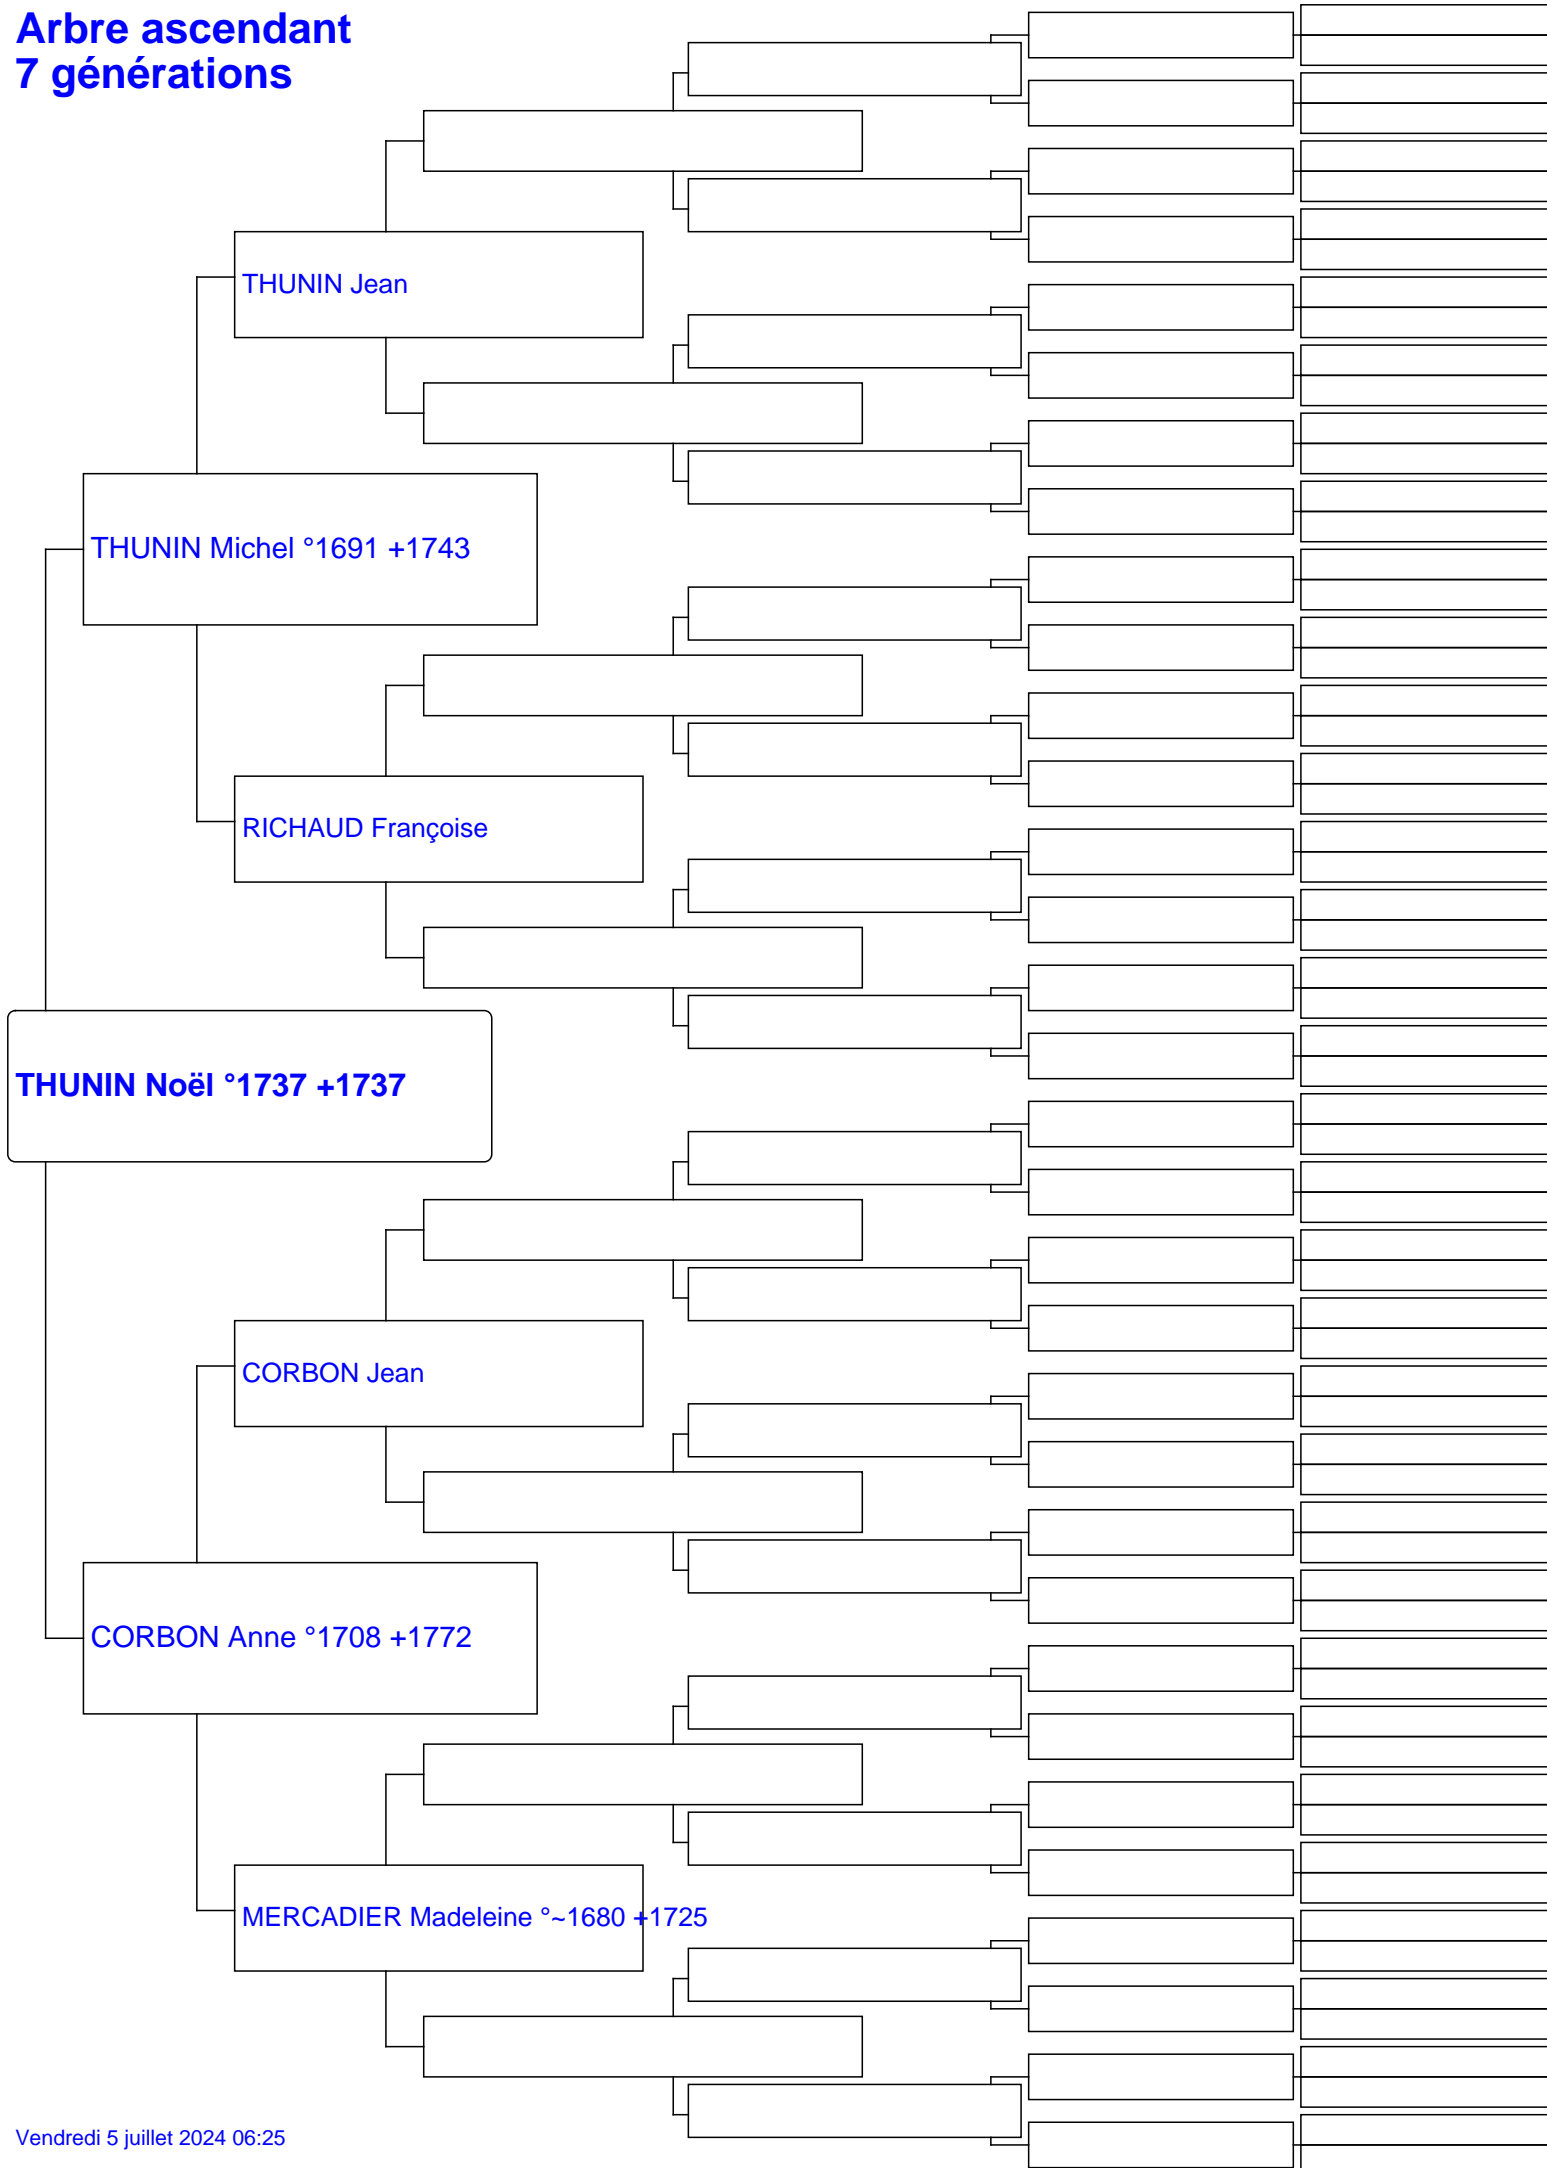 Arbre ascendant
7 générations
THUNIN Jean
THUNIN Michel °1691 +1743
RICHAUD Françoise
THUNIN Noël °1737 +1737
CORBON Jean
CORBON Anne °1708 +1772
MERCADIER Madeleine °~1680 +1725
Vendredi 5 juillet 2024 06:25